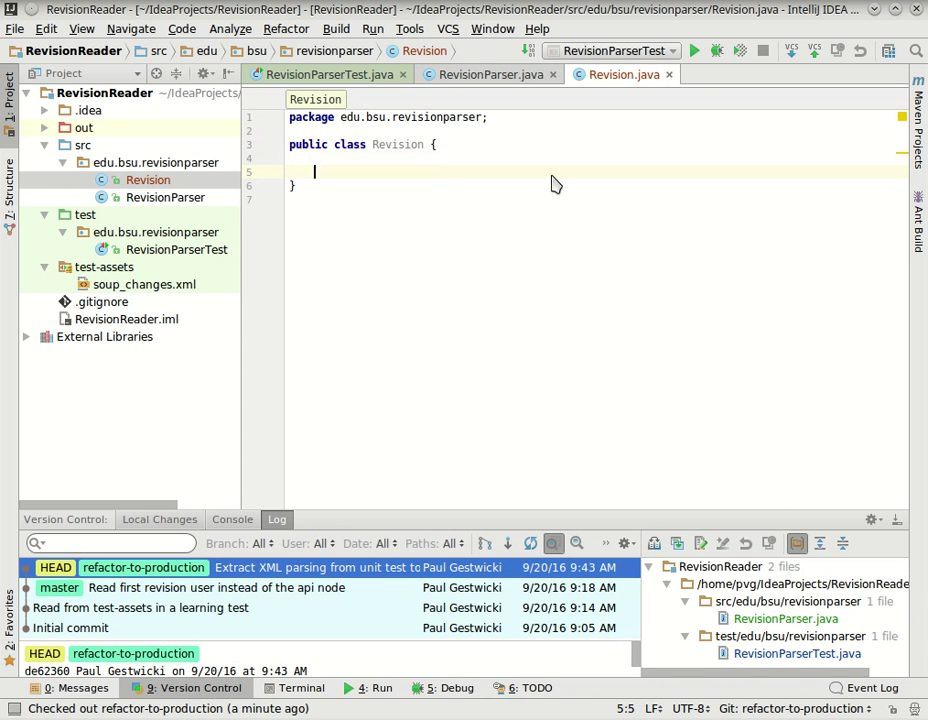 RevisionReader - [~/IdeaProjects/RevisionReader] - [RevisionReader] - ~/IdeaProjects/RevisionReader/src/edu/bsu/revisionparser/Revision.java - IntelliJ IDEA ...
File Edit View Navigate Code Analyze Refactor Build Run Tools VCS Window Help
RevisionReader src edu bsu revisionparser Revision RevisionParserTest VCS VCS
Project RevisionParserTest.java RevisionParser.java Revision.java
1: Project
7: Structure
2: Favorites
Maven Projects
Ant Build
RevisionReader ~/IdeaProjects/
.idea
out
src
edu.bsu.revisionparser
Revision
RevisionParser
test
edu.bsu.revisionparser
RevisionParserTest
test-assets
soup_changes.xml
.gitignore
RevisionReader.iml
External Libraries
Revision
1 package edu.bsu.revisionparser;
2
3 public class Revision {
4
5
6 }
7
Version Control: Local Changes Console Log
Branch: All User: All Date: All Paths: All
HEAD refactor-to-production Extract XML parsing from unit test to Paul Gestwicki 9/20/16 9:43 AM
master Read first revision user instead of the api node Paul Gestwicki 9/20/16 9:18 AM
Read from test-assets in a learning test Paul Gestwicki 9/20/16 9:14 AM
Initial commit Paul Gestwicki 9/20/16 9:05 AM
HEAD refactor-to-production
de62360 Paul Gestwicki on 9/20/16 at 9:43 AM
RevisionReader 2 files
/home/pvg/IdeaProjects/RevisionReade
src/edu/bsu/revisionparser 1 file
RevisionParser.java
test/edu/bsu/revisionparser 1 file
RevisionParserTest.java
0: Messages 9: Version Control Terminal 4: Run 5: Debug 6: TODO Event Log
Checked out refactor-to-production (a minute ago) 5:5 LF UTF-8 Git: refactor-to-production